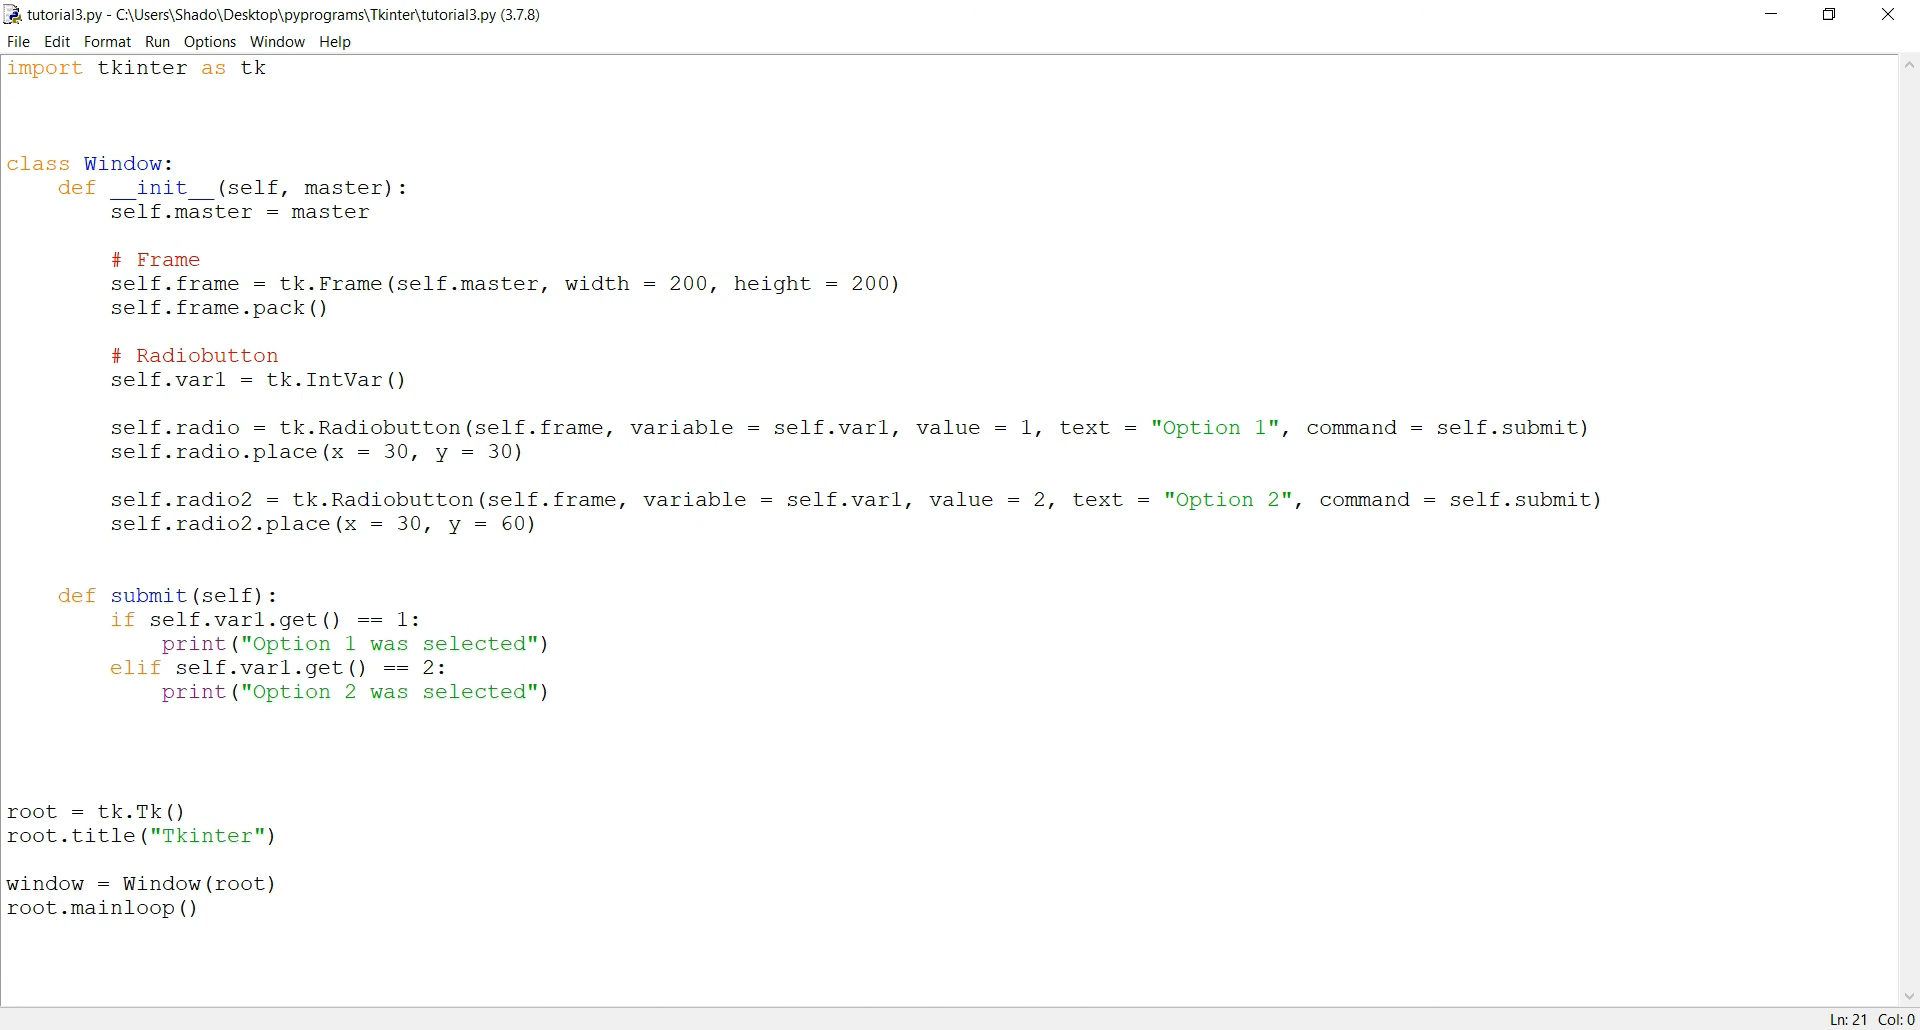 tutorial3.py - C:\Users\Shado\Desktop\pyprograms\Tkinter\tutorial3.py (3.7.8)
File Edit Format Run Options Window Help
import tkinter as tk
class Window:
    def __init__(self, master):
        self.master = master
        # Frame
        self.frame = tk.Frame(self.master, width = 200, height = 200)
        self.frame.pack()
        # Radiobutton
        self.var1 = tk.IntVar()
        self.radio = tk.Radiobutton(self.frame, variable = self.var1, value = 1, text = "Option 1", command = self.submit)
        self.radio.place(x = 30, y = 30)
        self.radio2 = tk.Radiobutton(self.frame, variable = self.var1, value = 2, text = "Option 2", command = self.submit)
        self.radio2.place(x = 30, y = 60)
    def submit(self):
        if self.var1.get() == 1:
            print("Option 1 was selected")
        elif self.var1.get() == 2:
            print("Option 2 was selected")
root = tk.Tk()
root.title("Tkinter")
window = Window(root)
root.mainloop()
Ln: 21 Col: 0